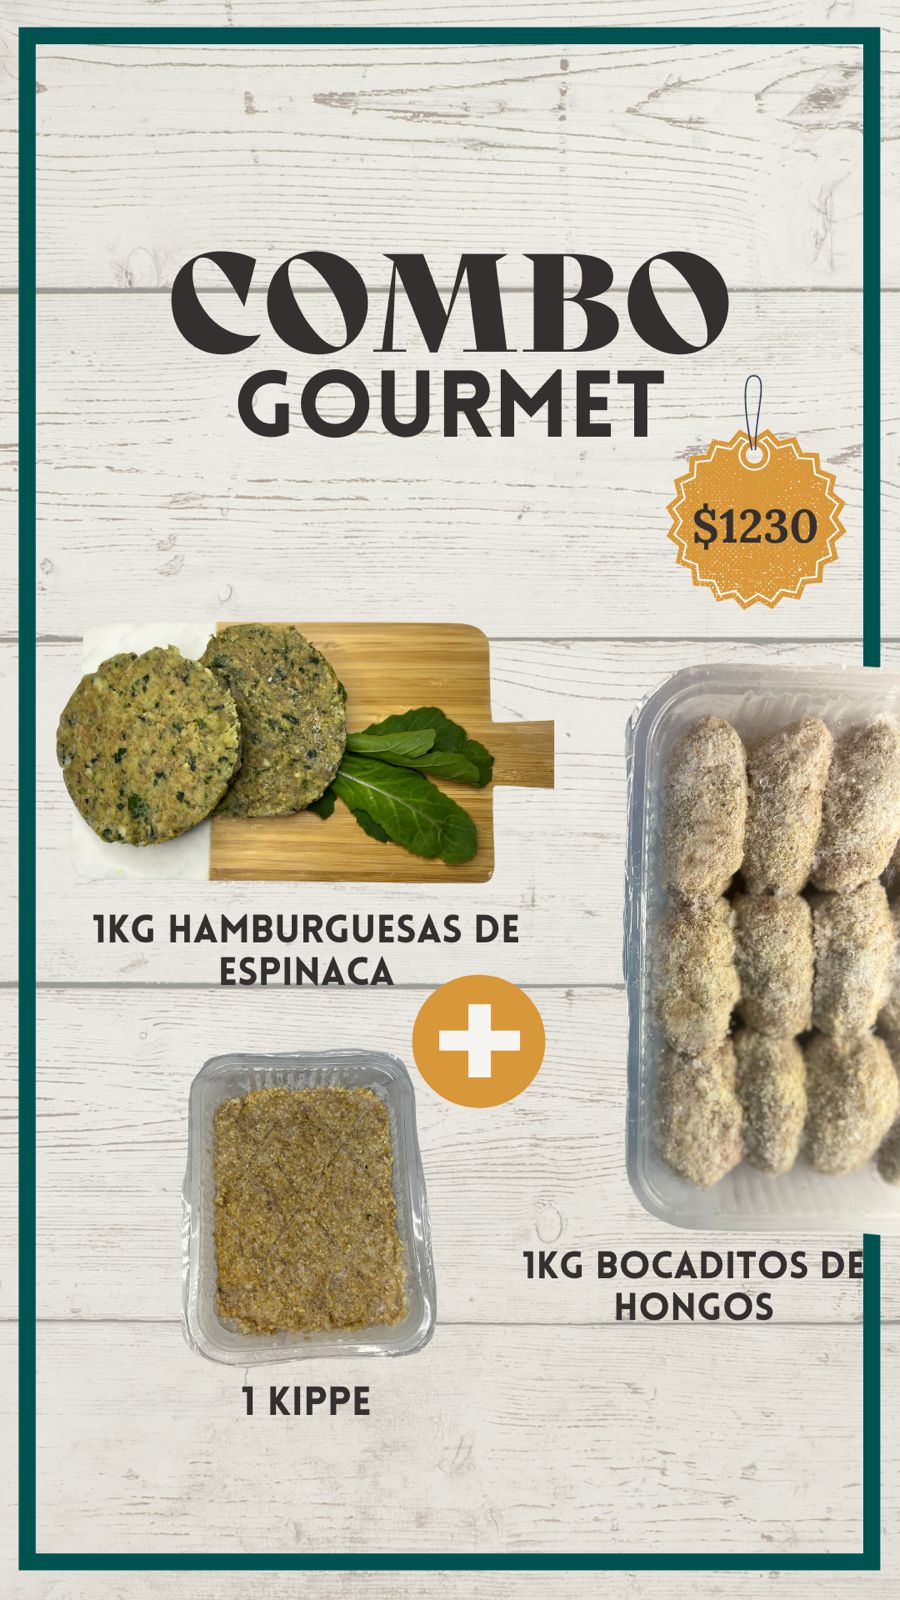 COMBO
GOURMET
$1230
1KG HAMBURGUESAS DE
ESPINACA
1KG BOCADITOS DE
HONGOS
1 KIPPE